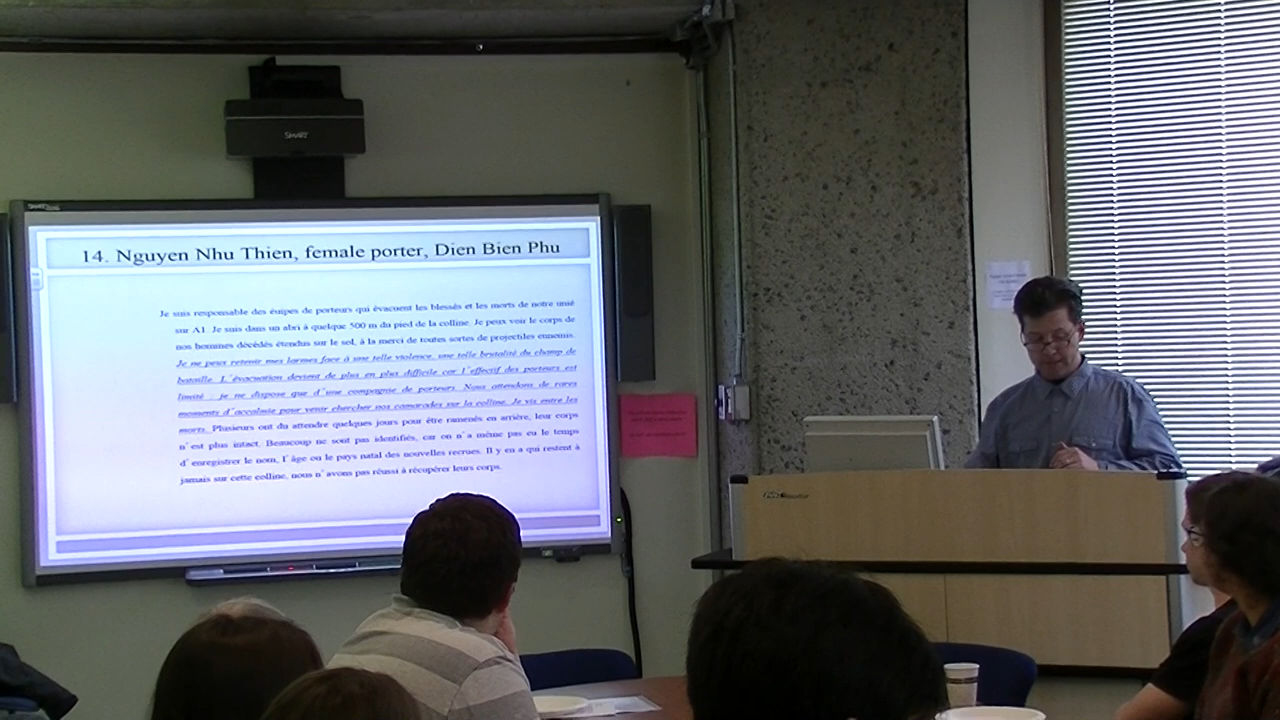 SMART
14. Nguyen Nhu Thien, female porter, Dien Bien Phu
Je suis responsable des éuipes de porteurs qui évacuent les blessés et les morts de notre unié
sur A1. Je suis dans un abri à quelque 500 m du pied de la colline. Je peux voir le corps de
nos hommes décédés étendus sur le sol, à la merci de toutes sortes de projectiles ennemis.
Je ne peux retenir mes larmes face à une telle violence, une telle brutalité du champ de
bataille. L'évacuation devient de plus en plus difficile car l'effectif des porteurs est
limité : je ne dispose que d'une compagnie de porteurs. Nous attendons de rares
moments d'accalmie pour venir chercher nos camarades sur la colline. Je vis entre les
morts. Plusieurs ont du attendre quelques jours pour être ramenés en arrière, leur corps
n'est plus intact. Beaucoup ne sont pas identifiés, car on n'a même pas eu le temps
d'enregistrer le nom, l'âge ou le pays natal des nouvelles recrues. Il y en a qui restent à
jamais sur cette colline, nous n'avons pas réussi à récupérer leurs corps.